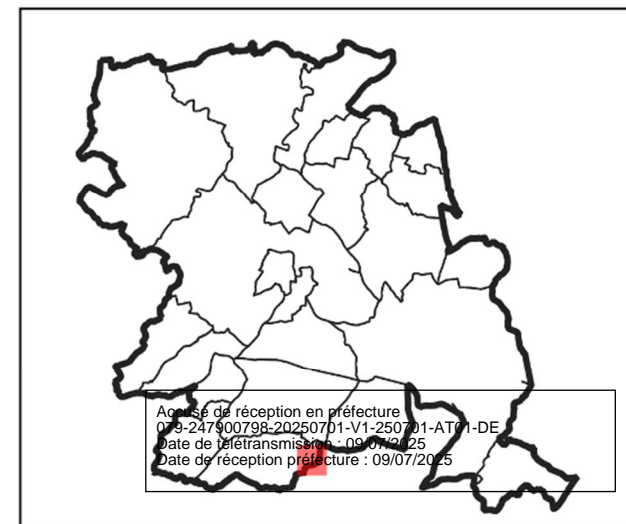 Accusé de réception en préfecture
079-247900798-20250701-V1-250701-AT01-DE
Date de télétransmission : 09/07/2025
Date de réception préfecture : 09/07/2025